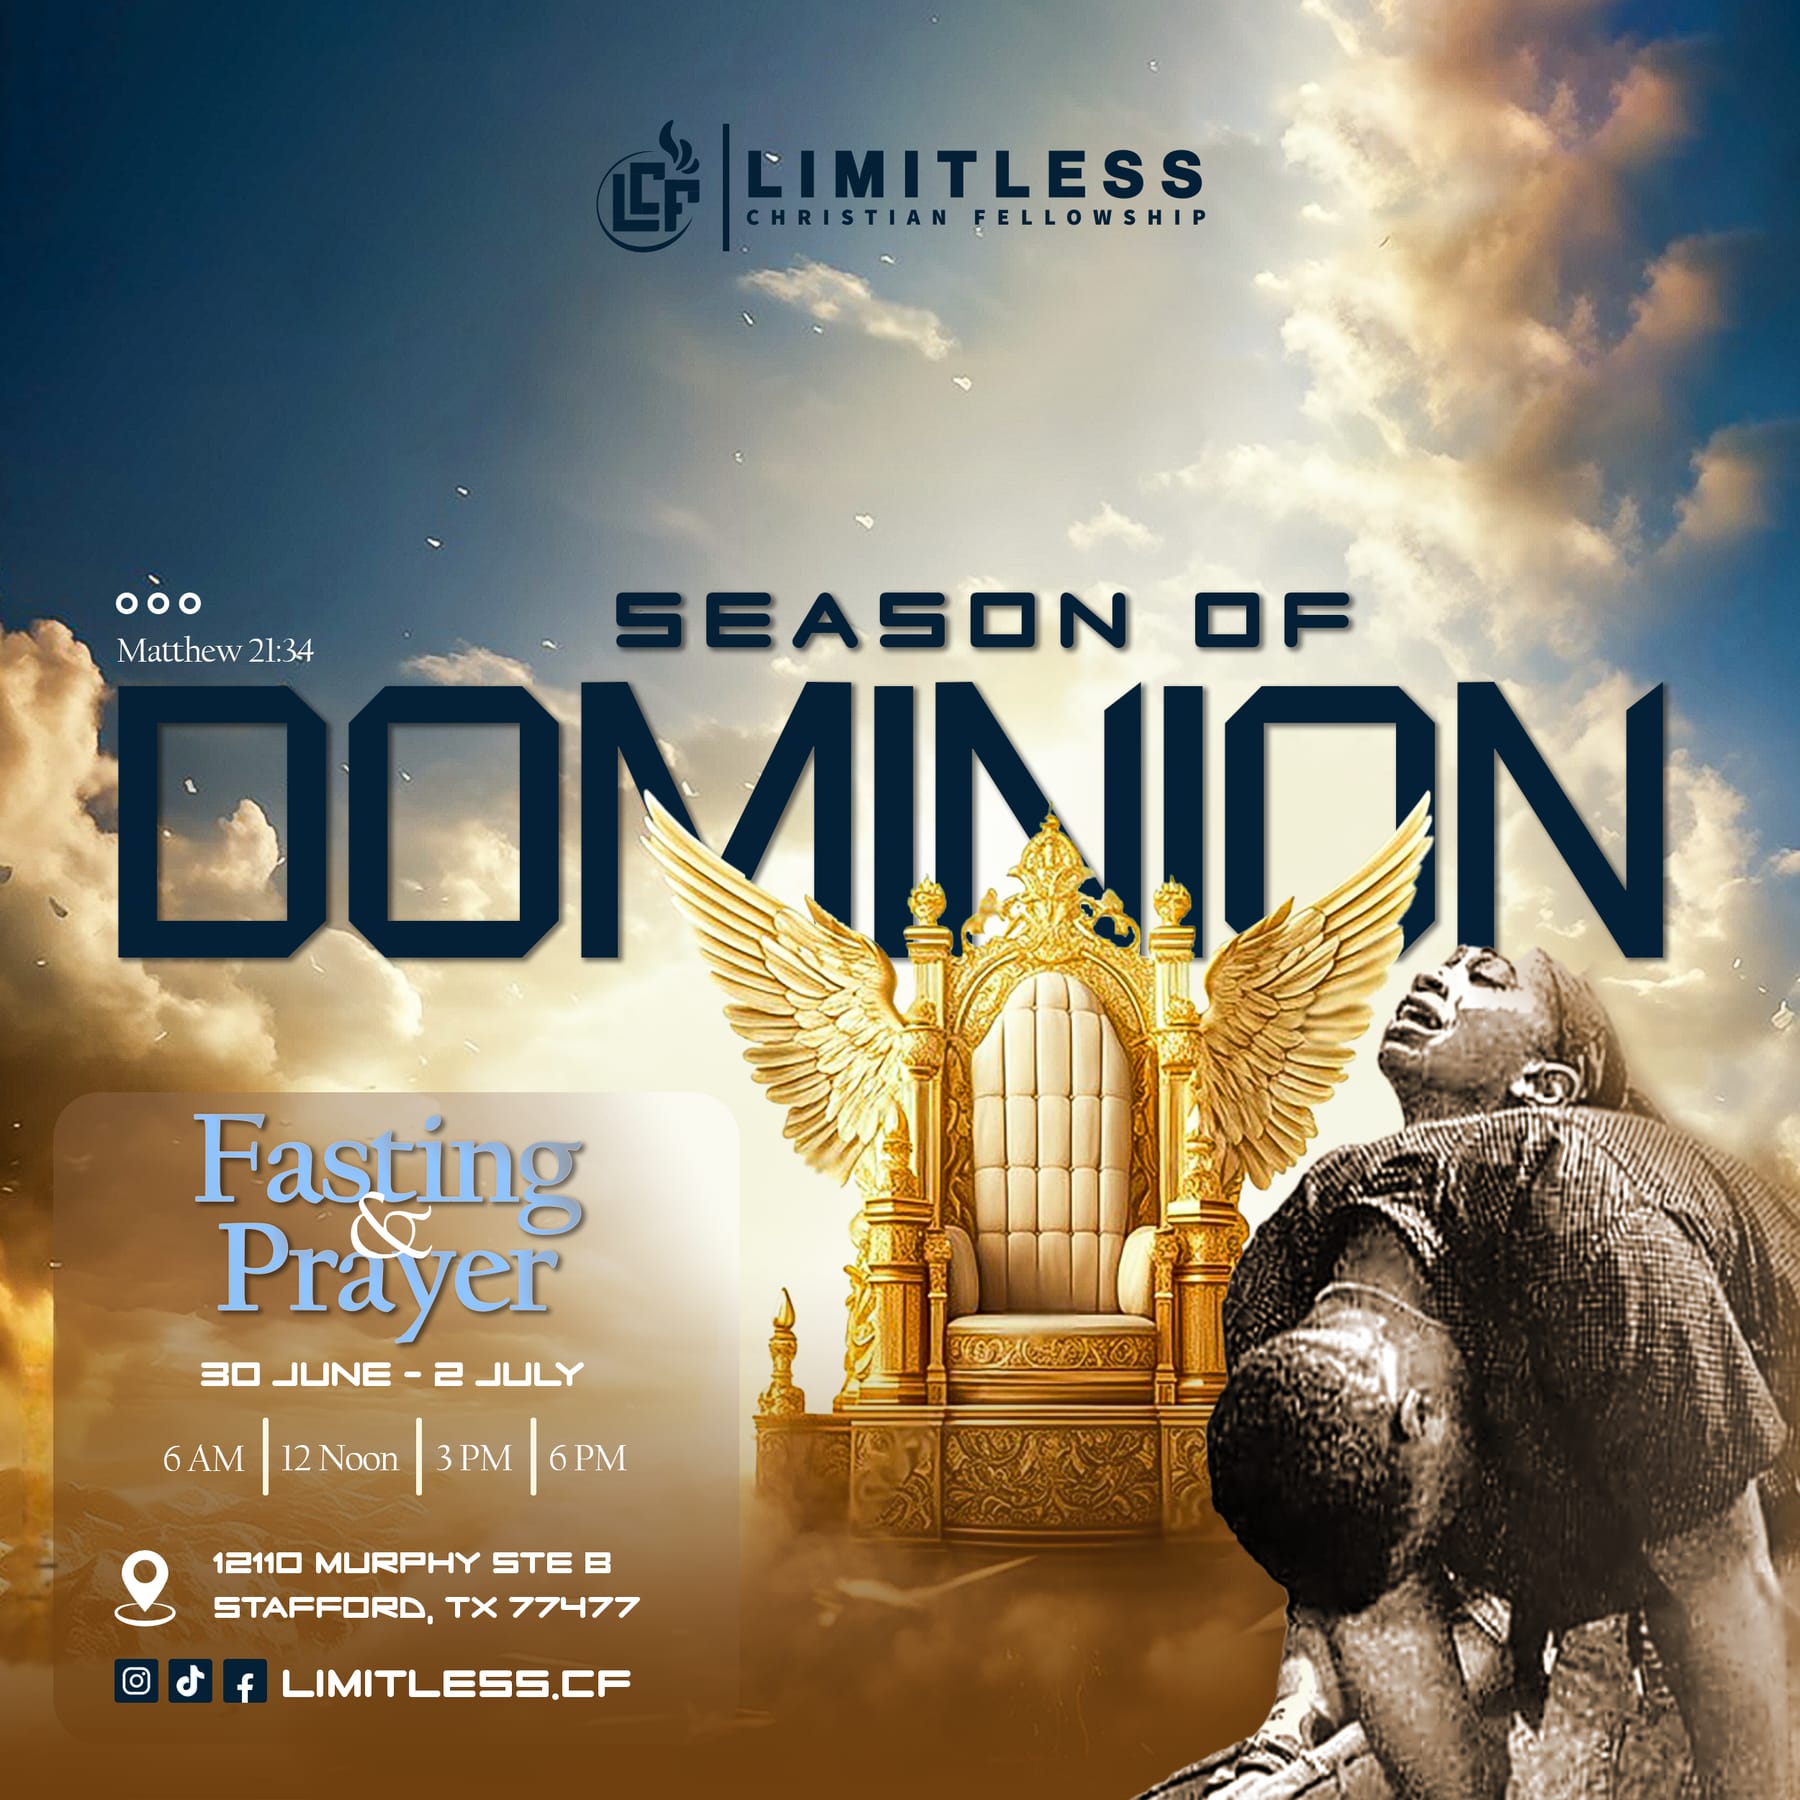 LCF
LIMITLESS
CHRISTIAN FELLOWSHIP
Matthew 21:34
SEASON OF
DOMINION
Fasting
&
Prayer
30 JUNE - 2 JULY
6 AM | 12 Noon | 3 PM | 6 PM
12110 MURPHY STE B
STAFFORD, TX 77477
LIMITLESS.CF